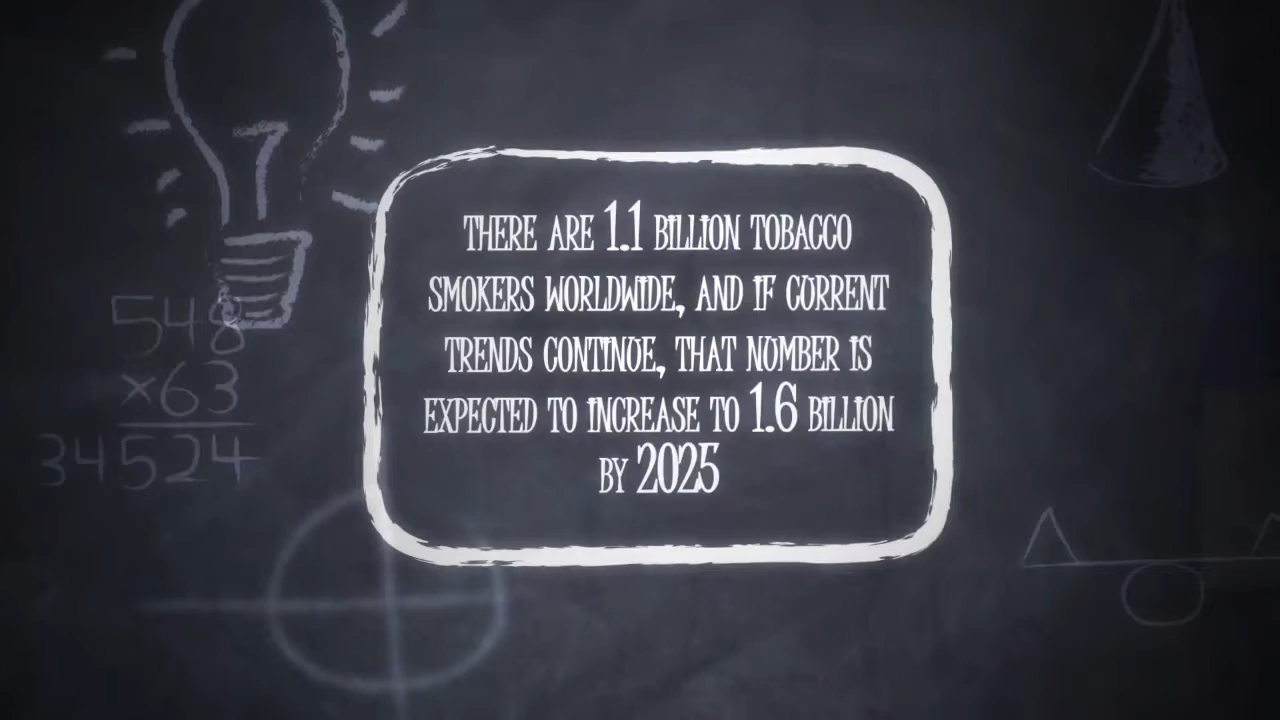 THERE ARE 1.1 BILLION TOBACCO
SMOKERS WORLDWIDE, AND IF CURRENT
TRENDS CONTINUE, THAT NUMBER IS
EXPECTED TO INCREASE TO 1.6 BILLION
BY 2025
548
×63
34524